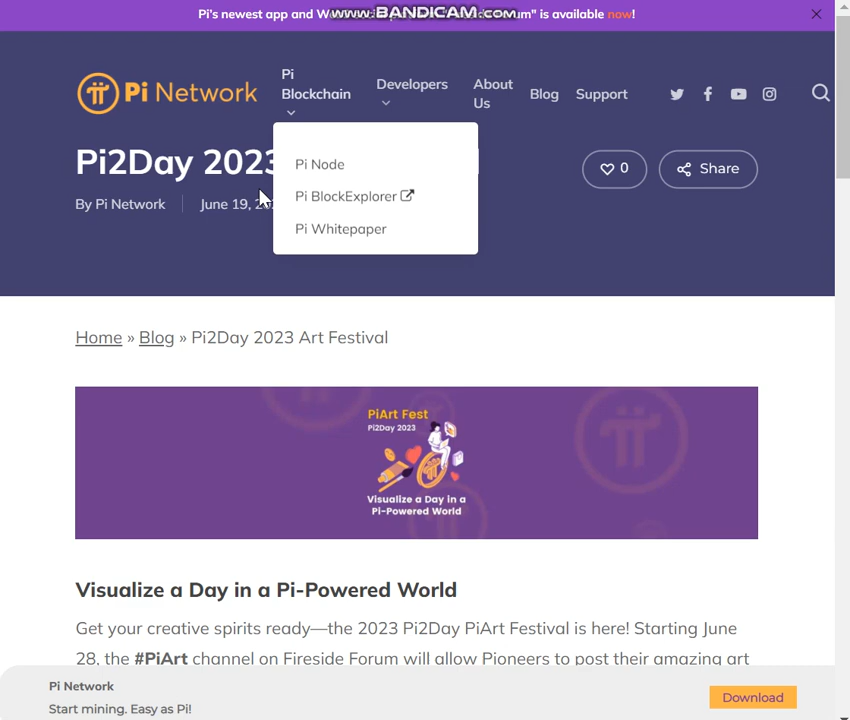 Pi's newest app and W
www.BANDICAM.com
um" is available now!
Pi Network
Pi
Blockchain
Developers
About
Us
Blog
Support
Pi2Day 2023
0
Share
By Pi Network
June 19,
Pi Node
Pi BlockExplorer
Pi Whitepaper
Home » Blog » Pi2Day 2023 Art Festival
PiArt Fest
Pi2Day 2023
Visualize a Day in a
Pi-Powered World
Visualize a Day in a Pi-Powered World
Get your creative spirits ready—the 2023 Pi2Day PiArt Festival is here! Starting June
28, the #PiArt channel on Fireside Forum will allow Pioneers to post their amazing art
Pi Network
Start mining. Easy as Pi!
Download